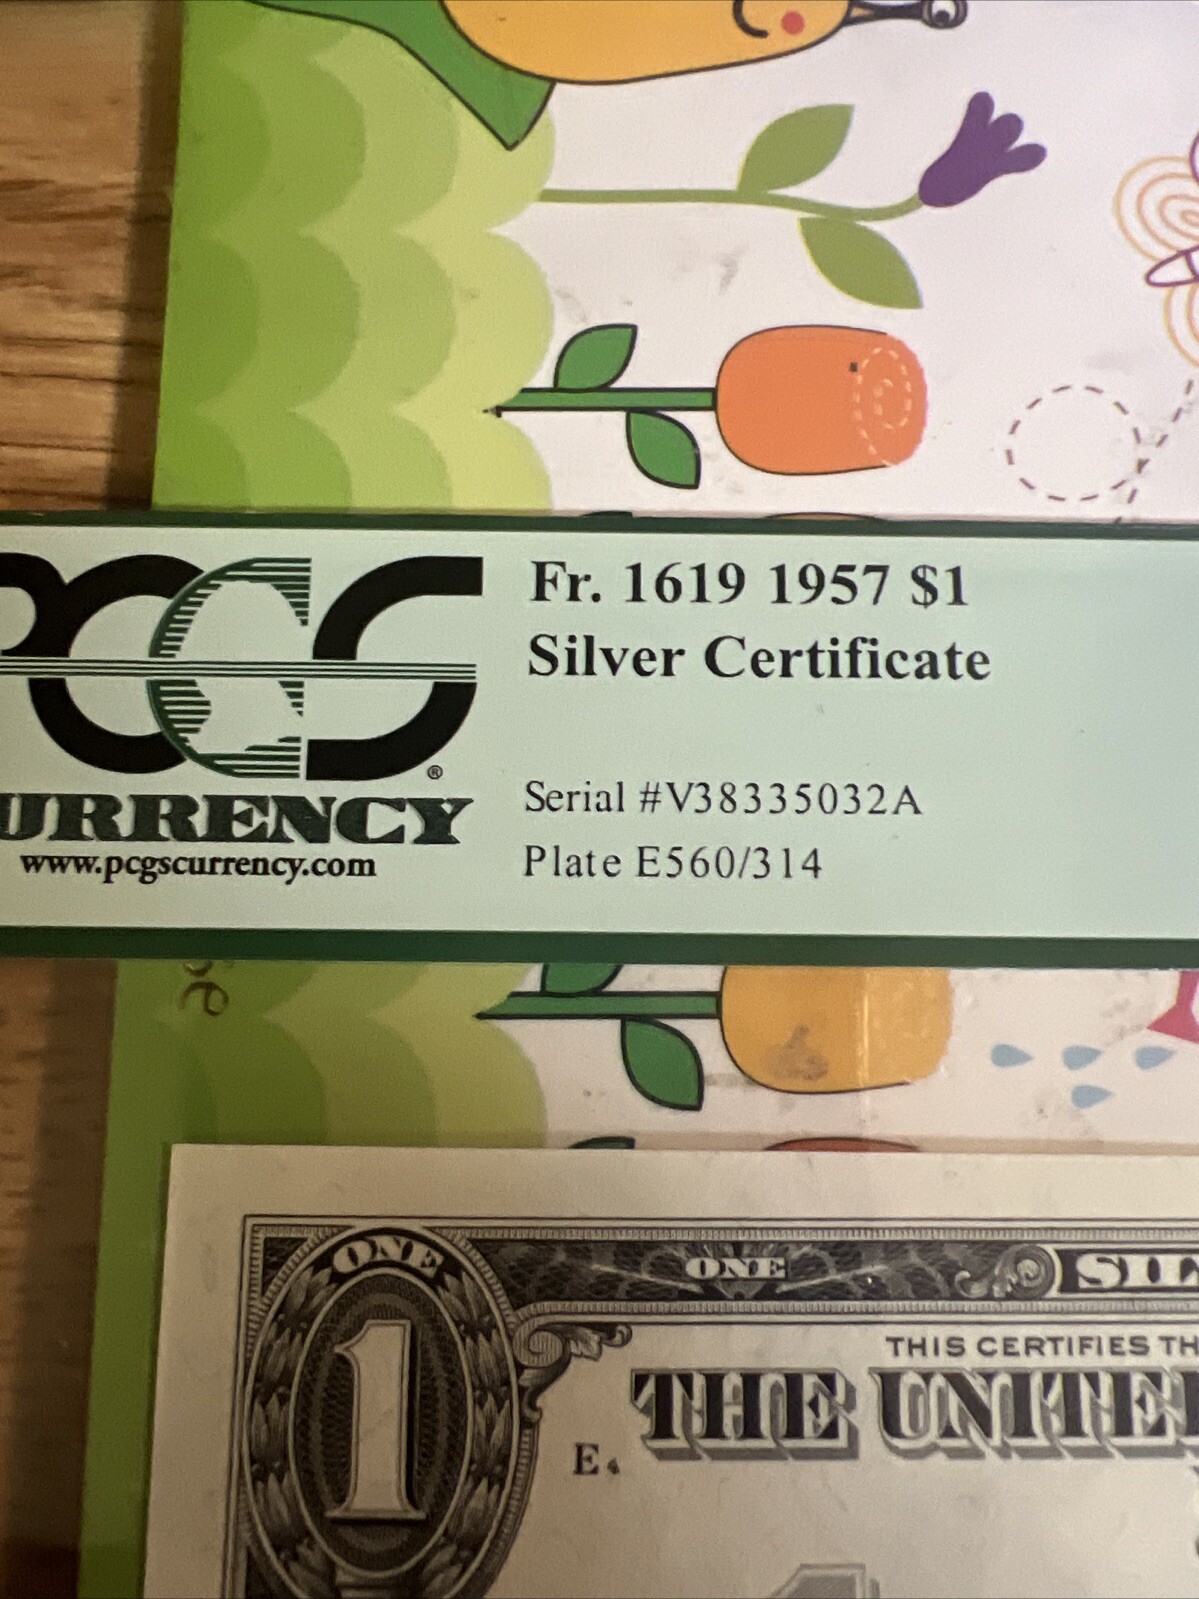 Fr. 1619 1957 $1
Silver Certificate
Serial #V38335032A
Plate E560/314
PCGS®
CURRENCY
www.pcgscurrency.com
ONE
ONE
SIL
THIS CERTIFIES TH
THE UNITE
E4
1